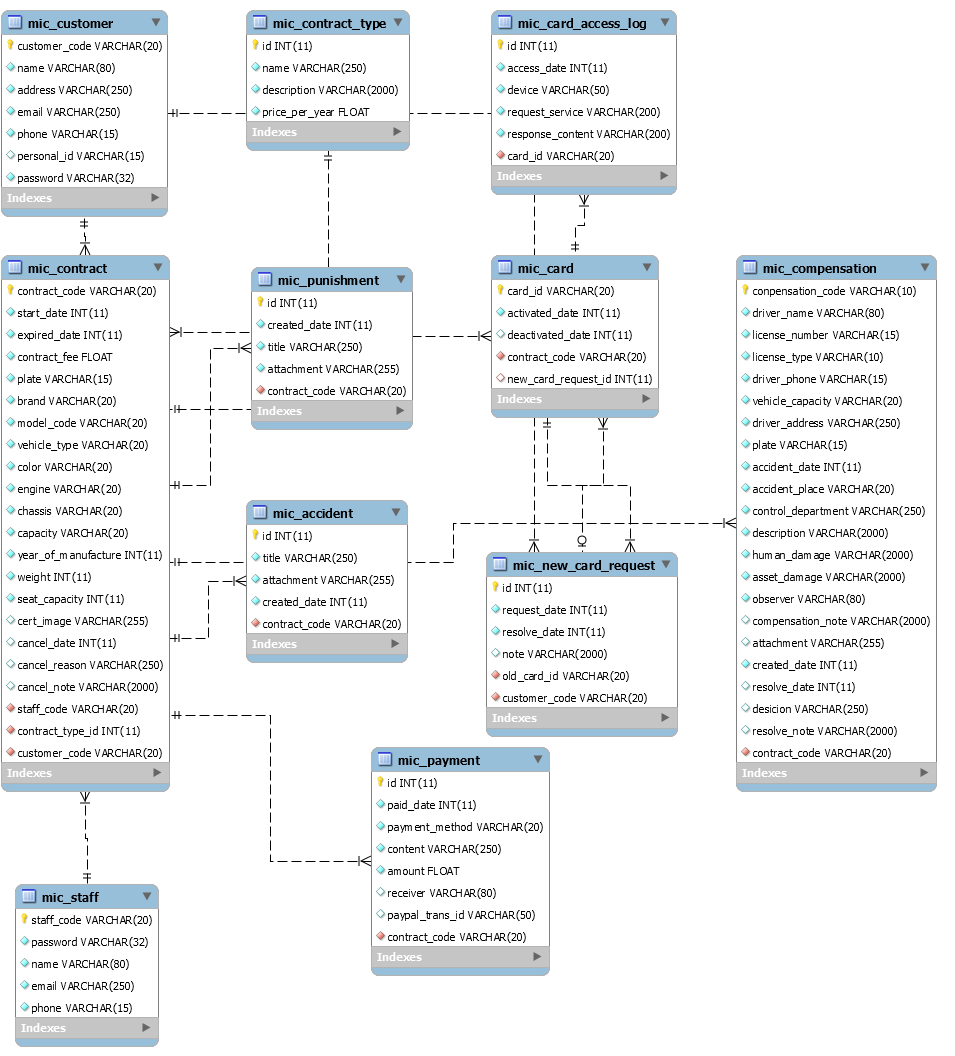 mic_customer
customer_code VARCHAR(20)
name VARCHAR(80)
address VARCHAR(250)
email VARCHAR(250)
phone VARCHAR(15)
personal_id VARCHAR(15)
password VARCHAR(32)
Indexes
mic_contract_type
id INT(11)
name VARCHAR(250)
description VARCHAR(2000)
price_per_year FLOAT
Indexes
mic_card_access_log
id INT(11)
access_date INT(11)
device VARCHAR(50)
request_service VARCHAR(200)
response_content VARCHAR(200)
card_id VARCHAR(20)
Indexes
mic_contract
contract_code VARCHAR(20)
start_date INT(11)
expired_date INT(11)
contract_fee FLOAT
plate VARCHAR(15)
brand VARCHAR(20)
model_code VARCHAR(20)
vehicle_type VARCHAR(20)
color VARCHAR(20)
engine VARCHAR(20)
chassis VARCHAR(20)
capacity VARCHAR(20)
year_of_manufacture INT(11)
weight INT(11)
seat_capacity INT(11)
cert_image VARCHAR(255)
cancel_date INT(11)
cancel_reason VARCHAR(250)
cancel_note VARCHAR(2000)
staff_code VARCHAR(20)
contract_type_id INT(11)
customer_code VARCHAR(20)
Indexes
mic_punishment
id INT(11)
created_date INT(11)
title VARCHAR(250)
attachment VARCHAR(255)
contract_code VARCHAR(20)
Indexes
mic_card
card_id VARCHAR(20)
activated_date INT(11)
deactivated_date INT(11)
contract_code VARCHAR(20)
new_card_request_id INT(11)
Indexes
mic_compensation
conpensation_code VARCHAR(10)
driver_name VARCHAR(80)
license_number VARCHAR(15)
license_type VARCHAR(10)
driver_phone VARCHAR(15)
vehicle_capacity VARCHAR(20)
driver_address VARCHAR(250)
plate VARCHAR(15)
accident_date INT(11)
accident_place VARCHAR(20)
control_department VARCHAR(250)
description VARCHAR(2000)
human_damage VARCHAR(2000)
asset_damage VARCHAR(2000)
observer VARCHAR(80)
compensation_note VARCHAR(2000)
attachment VARCHAR(255)
created_date INT(11)
resolve_date INT(11)
desicion VARCHAR(250)
resolve_note VARCHAR(2000)
contract_code VARCHAR(20)
Indexes
mic_accident
id INT(11)
title VARCHAR(250)
attachment VARCHAR(255)
created_date INT(11)
contract_code VARCHAR(20)
Indexes
mic_new_card_request
id INT(11)
request_date INT(11)
resolve_date INT(11)
note VARCHAR(2000)
old_card_id VARCHAR(20)
customer_code VARCHAR(20)
Indexes
mic_payment
id INT(11)
paid_date INT(11)
payment_method VARCHAR(20)
content VARCHAR(250)
amount FLOAT
receiver VARCHAR(80)
paypal_trans_id VARCHAR(50)
contract_code VARCHAR(20)
Indexes
mic_staff
staff_code VARCHAR(20)
password VARCHAR(32)
name VARCHAR(80)
email VARCHAR(250)
phone VARCHAR(15)
Indexes